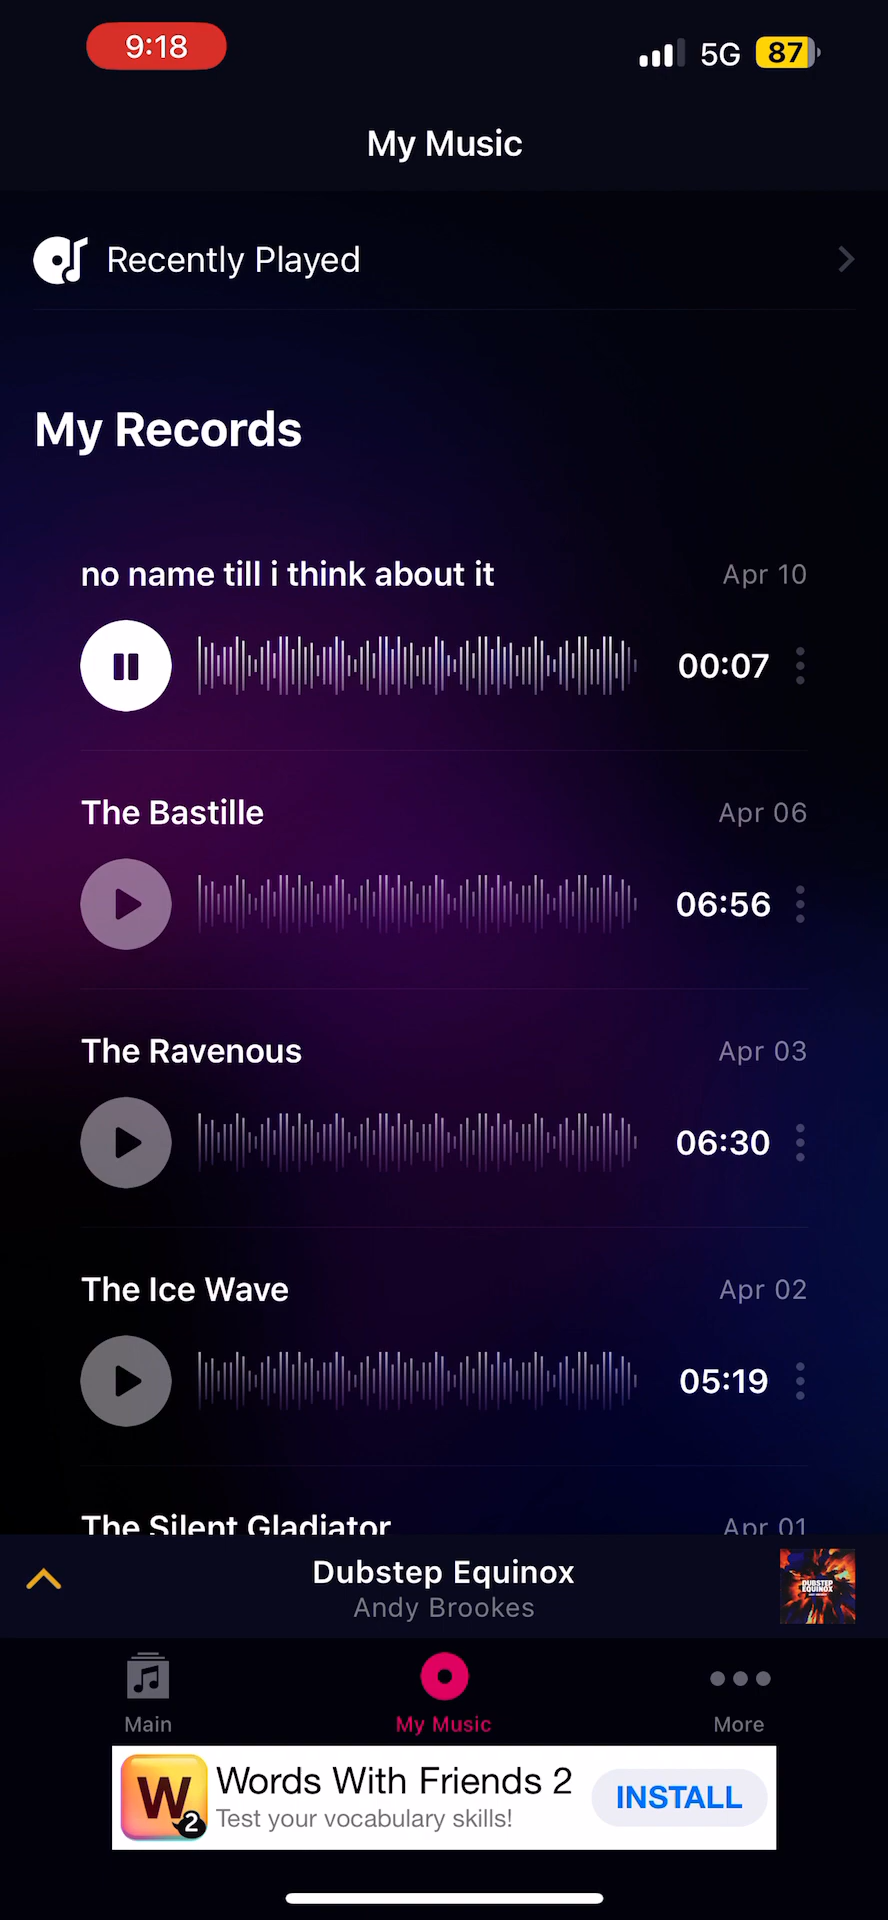 9:18
5G 87
My Music
Recently Played
My Records
no name till i think about it
Apr 10
00:07
The Bastille
Apr 06
06:56
The Ravenous
Apr 03
06:30
The Ice Wave
Apr 02
05:19
The Silent Gladiator
Apr 01
Dubstep Equinox
Andy Brookes
DUBSTEP
EQUINOX
Main
My Music
More
W2
Words With Friends 2
Test your vocabulary skills!
INSTALL